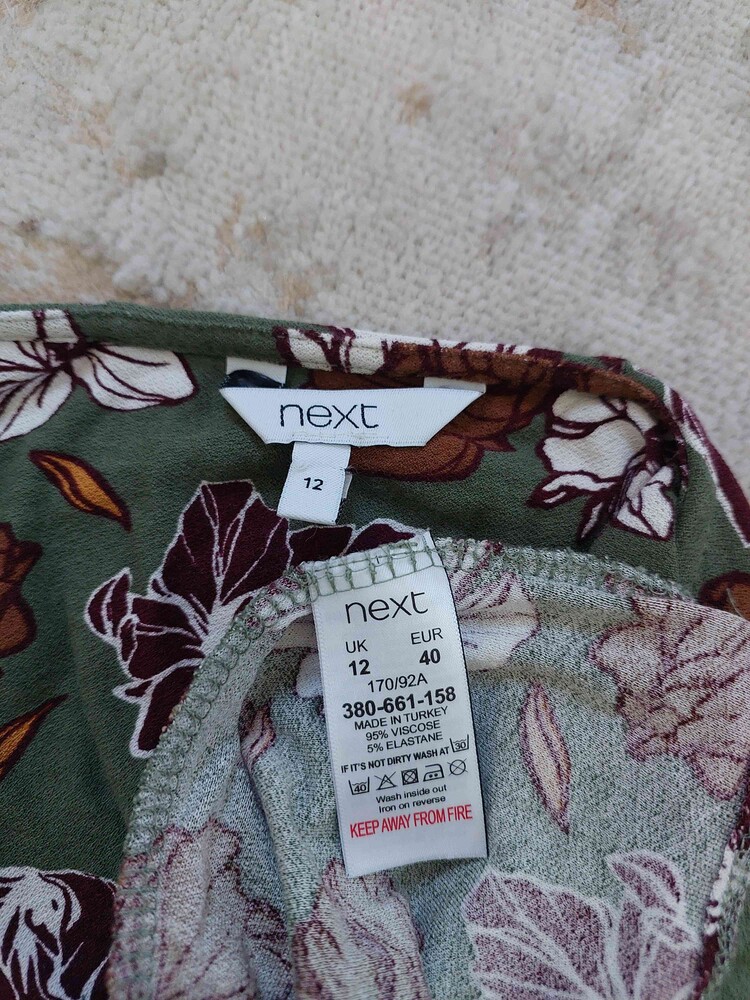 next
12
next
UK EUR
12 40
170/92A
380-661-158
MADE IN TURKEY
95% VISCOSE
5% ELASTANE
IF IT'S NOT DIRTY WASH AT 30
40
Wash inside out
Iron on reverse
KEEP AWAY FROM FIRE